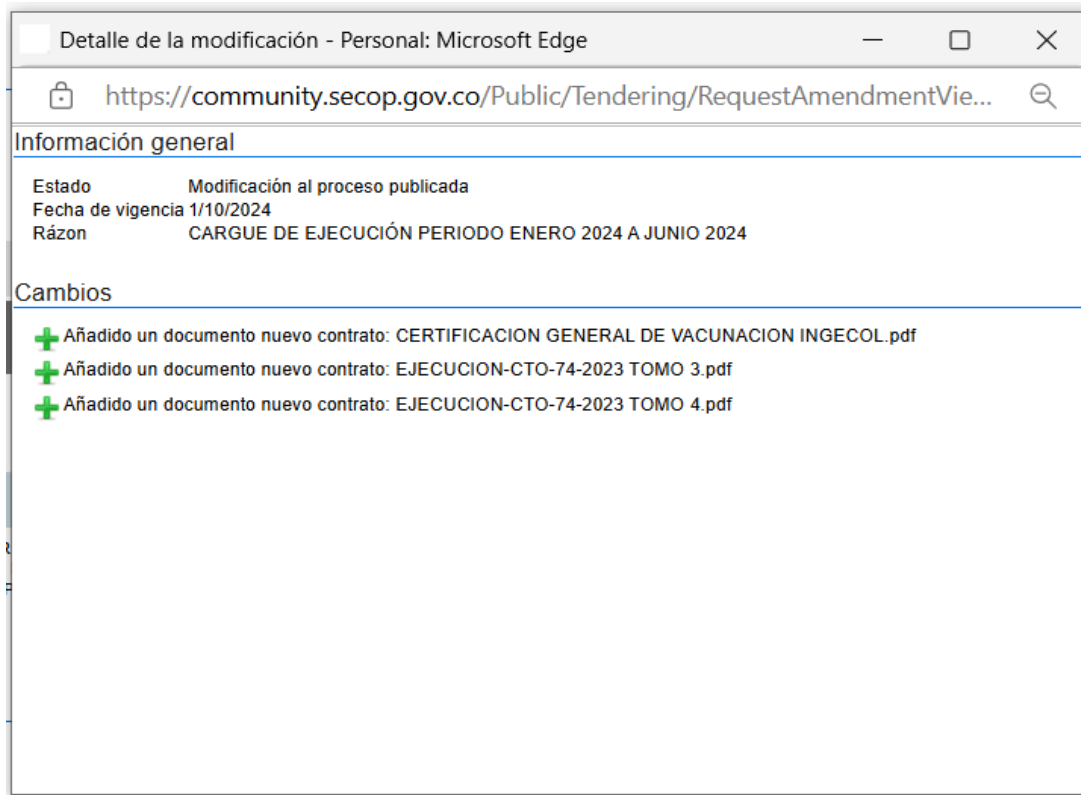 Detalle de la modificación - Personal: Microsoft Edge
https://community.secop.gov.co/Public/Tendering/RequestAmendmentVie...
Información general
Estado Modificación al proceso publicada
Fecha de vigencia 1/10/2024
Rázon CARGUE DE EJECUCIÓN PERIODO ENERO 2024 A JUNIO 2024
Cambios
Añadido un documento nuevo contrato: CERTIFICACION GENERAL DE VACUNACION INGECOL.pdf
Añadido un documento nuevo contrato: EJECUCION-CTO-74-2023 TOMO 3.pdf
Añadido un documento nuevo contrato: EJECUCION-CTO-74-2023 TOMO 4.pdf